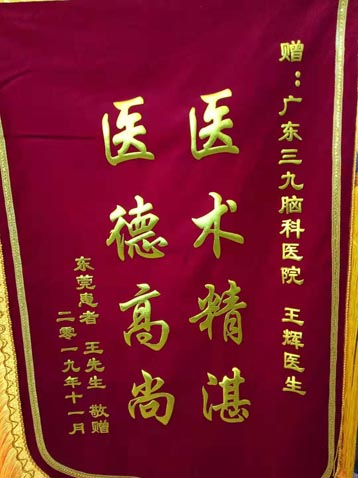 赠：广东三九脑科医院 王辉医生
医术精湛
医德高尚
东莞患者 王先生 敬赠
二零一九年十一月